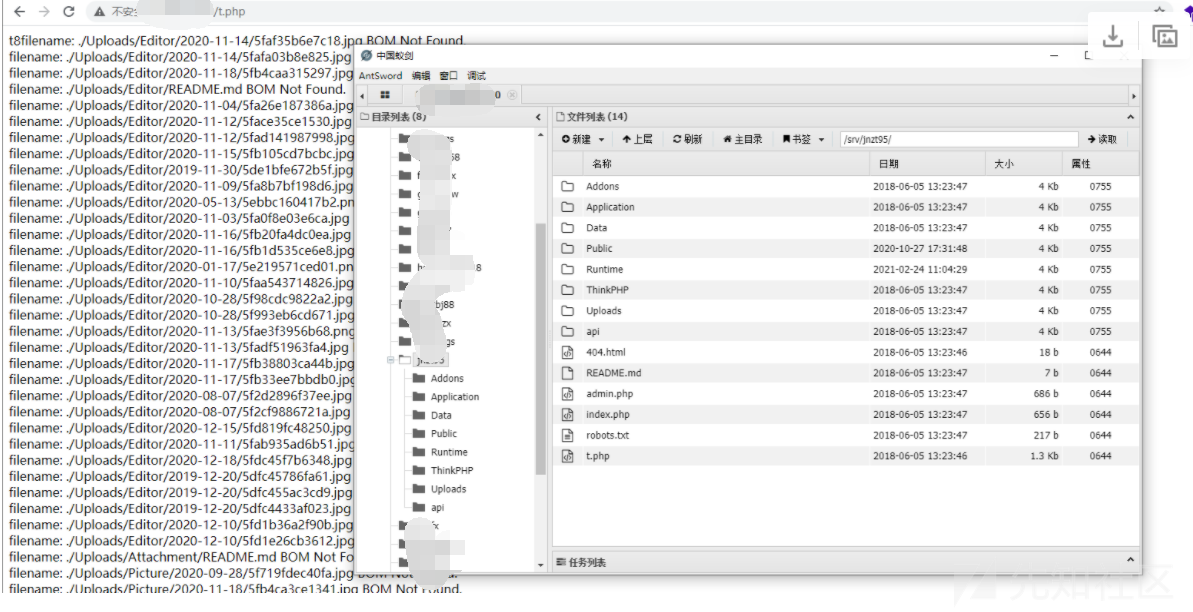 不安全 /t.php
t8filename: ./Uploads/Editor/2020-11-14/5faf35b6e7c18.jpg BOM Not Found.
filename: ./Uploads/Editor/2020-11-14/5fafa03b8e825.jpg
filename: ./Uploads/Editor/2020-11-18/5fb4caa315297.jpg
filename: ./Uploads/Editor/README.md BOM Not Found.
filename: ./Uploads/Editor/2020-11-04/5fa26e187386a.jpg
filename: ./Uploads/Editor/2020-11-12/5face35ce1530.jpg
filename: ./Uploads/Editor/2020-11-12/5fad141987998.jpg
filename: ./Uploads/Editor/2020-11-15/5fb105cd7bcbc.jpg
filename: ./Uploads/Editor/2019-11-30/5de1bfe672b5f.jpg
filename: ./Uploads/Editor/2020-11-09/5fa8b7bf198d6.jpg
filename: ./Uploads/Editor/2020-05-13/5ebbc160417b2.pn
filename: ./Uploads/Editor/2020-11-03/5fa0f8e03e6ca.jpg
filename: ./Uploads/Editor/2020-11-16/5fb20fa4dc0ea.jpg
filename: ./Uploads/Editor/2020-11-16/5fb1d535ce6e8.jpg
filename: ./Uploads/Editor/2020-01-17/5e219571ced01.pn
filename: ./Uploads/Editor/2020-11-10/5faa543714826.jpg
filename: ./Uploads/Editor/2020-10-28/5f98cdc9822a2.jpg
filename: ./Uploads/Editor/2020-10-28/5f993eb6cd671.jpg
filename: ./Uploads/Editor/2020-11-13/5fae3f3956b68.png
filename: ./Uploads/Editor/2020-11-13/5fadf51963fa4.jpg
filename: ./Uploads/Editor/2020-11-17/5fb38803ca44b.jpg
filename: ./Uploads/Editor/2020-11-17/5fb33ee7bbdb0.jpg
filename: ./Uploads/Editor/2020-08-07/5f2d2896f37ee.jpg
filename: ./Uploads/Editor/2020-08-07/5f2cf9886721a.jpg
filename: ./Uploads/Editor/2020-12-15/5fd819fc48250.jpg
filename: ./Uploads/Editor/2020-11-11/5fab935ad6b51.jpg
filename: ./Uploads/Editor/2020-12-18/5fdc45f7b6348.jpg
filename: ./Uploads/Editor/2019-12-20/5dfc45786fa61.jpg
filename: ./Uploads/Editor/2019-12-20/5dfc455ac3cd9.jpg
filename: ./Uploads/Editor/2019-12-20/5dfc4433af023.jpg
filename: ./Uploads/Editor/2020-12-10/5fd1b36a2f90b.jpg
filename: ./Uploads/Editor/2020-12-10/5fd1e26cb3612.jpg
filename: ./Uploads/Attachment/README.md BOM Not Fo
filename: ./Uploads/Picture/2020-09-28/5f719fdec40fa.jpg BOM Not Found.
filename: ./Uploads/Picture/2020-11-18/5fb4ca3ce1341.jpg BOM Not Found.
中国蚁剑
AntSword 编辑 窗口 调试
目录列表 (8)
bj88
Addons
Application
Data
Public
Runtime
ThinkPHP
Uploads
api
文件列表 (14)
新建 上层 刷新 主目录 书签 /srv/jnzt95/ 读取
名称 日期 大小 属性
Addons 2018-06-05 13:23:47 4 Kb 0755
Application 2018-06-05 13:23:47 4 Kb 0755
Data 2018-06-05 13:23:47 4 Kb 0755
Public 2020-10-27 17:31:48 4 Kb 0755
Runtime 2021-02-24 11:04:29 4 Kb 0755
ThinkPHP 2018-06-05 13:23:47 4 Kb 0755
Uploads 2018-06-05 13:23:47 4 Kb 0755
api 2018-06-05 13:23:47 4 Kb 0755
404.html 2018-06-05 13:23:46 18 b 0644
README.md 2018-06-05 13:23:47 7 b 0644
admin.php 2018-06-05 13:23:47 686 b 0644
index.php 2018-06-05 13:23:47 656 b 0644
robots.txt 2018-06-05 13:23:47 217 b 0644
t.php 2018-06-05 13:23:46 1.3 Kb 0644
任务列表
先知社区